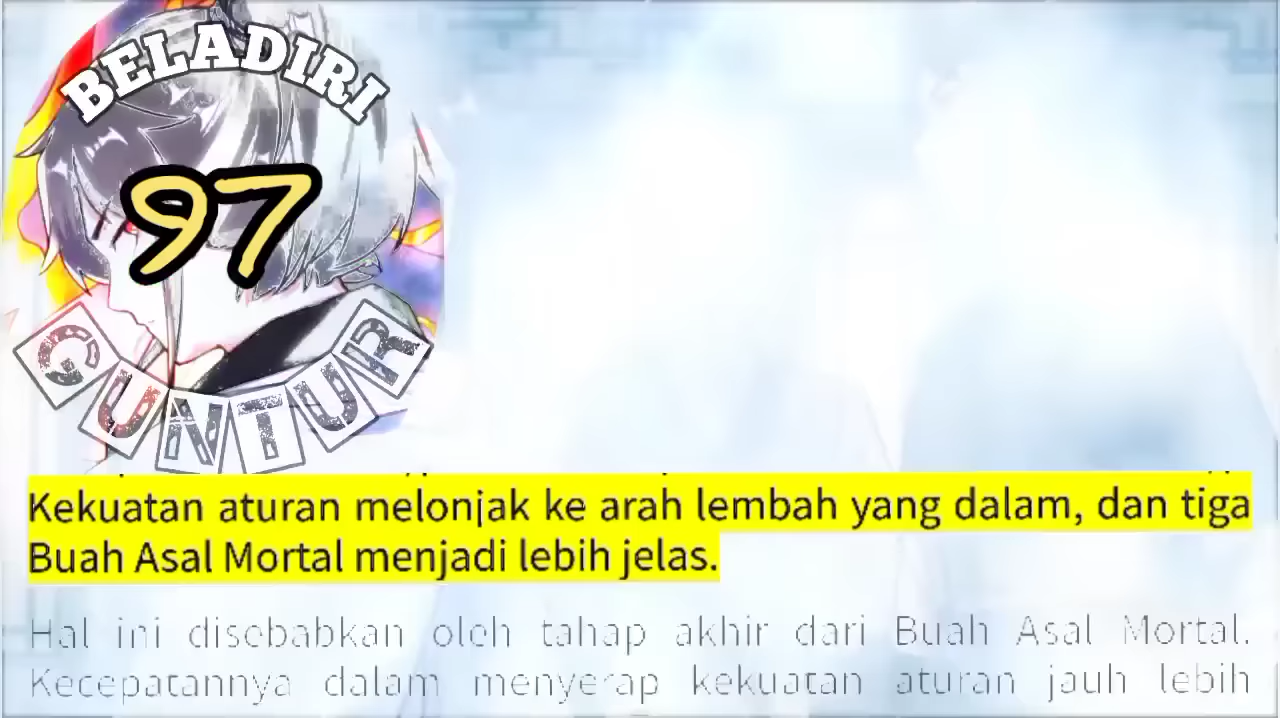 BELADIRI
97
GUNTUR
Kekuatan aturan melonjak ke arah lembah yang dalam, dan tiga
Buah Asal Mortal menjadi lebih jelas.
Hal ini disebabkan oleh tahap akhir dari Buah Asal Mortal.
Kecepatannya dalam menyerap kekuatan aturan jauh lebih